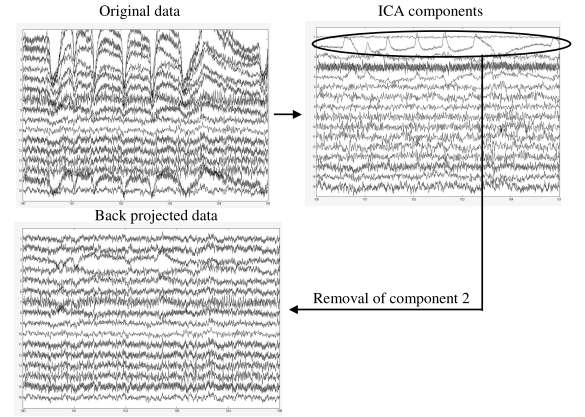 Original data
ICA components
Back projected data
Removal of component 2